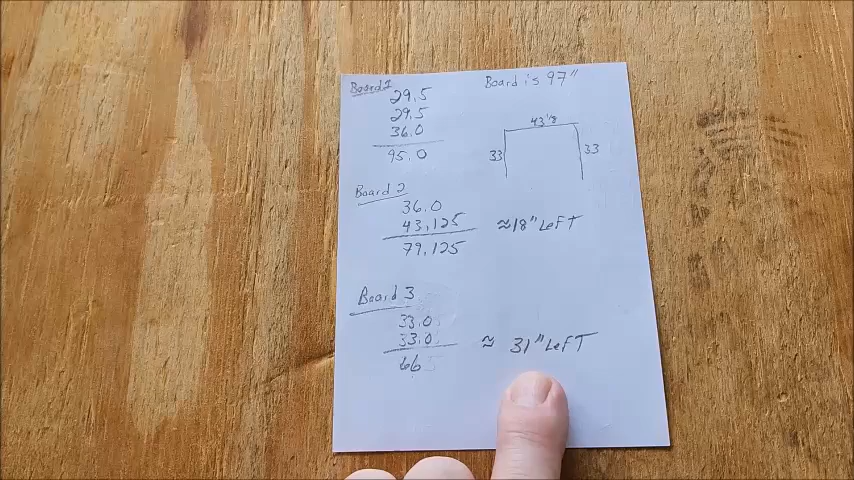 Board 1
29.5
29.5
36.0
95.0
Board is 97"
43 1/8
33
33
Board 2
36.0
43.125
79.125
≈18" LeFT
Board 3
33.0
33.0
66
≈ 31" LeFT